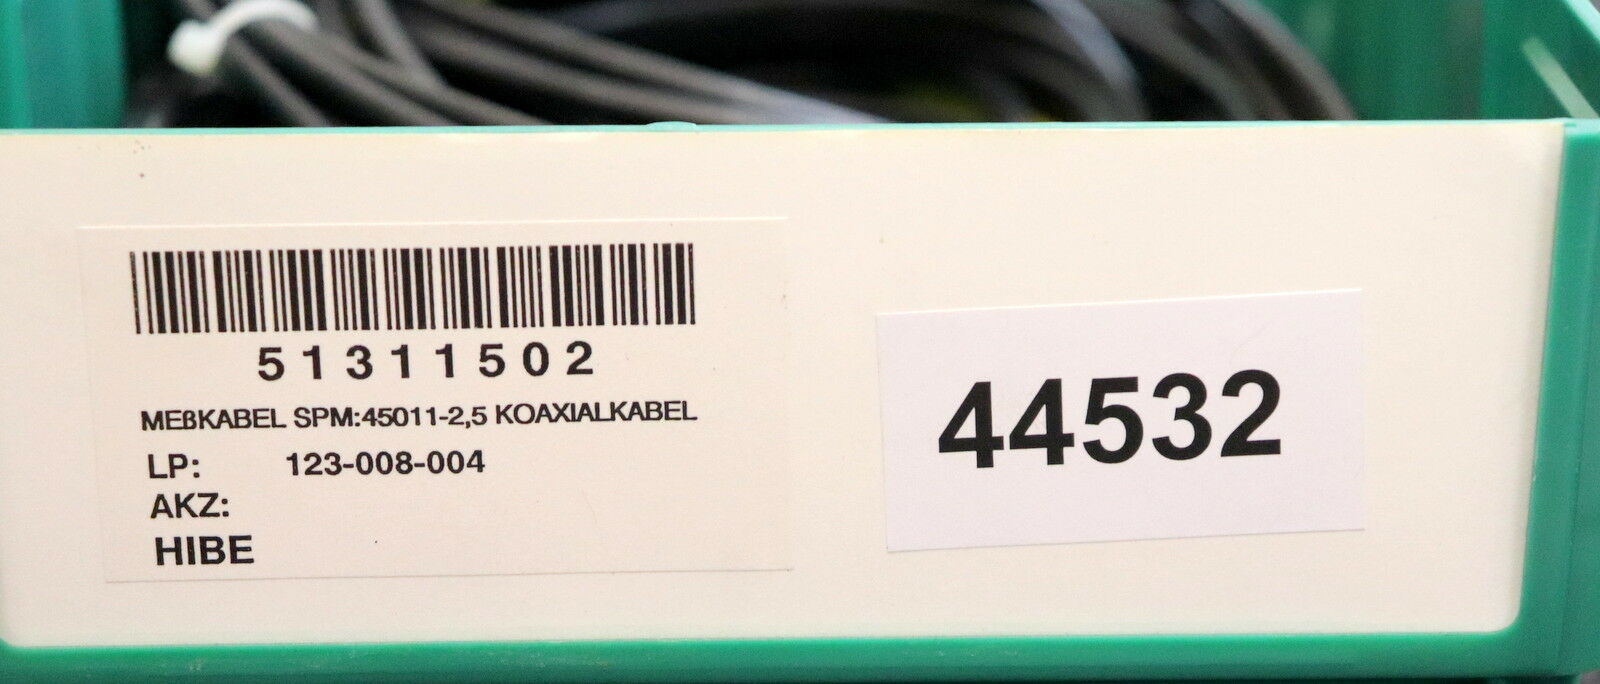 51311502
MEßKABEL SPM:45011-2,5 KOAXIALKABEL
LP: 123-008-004
AKZ:
HIBE
44532